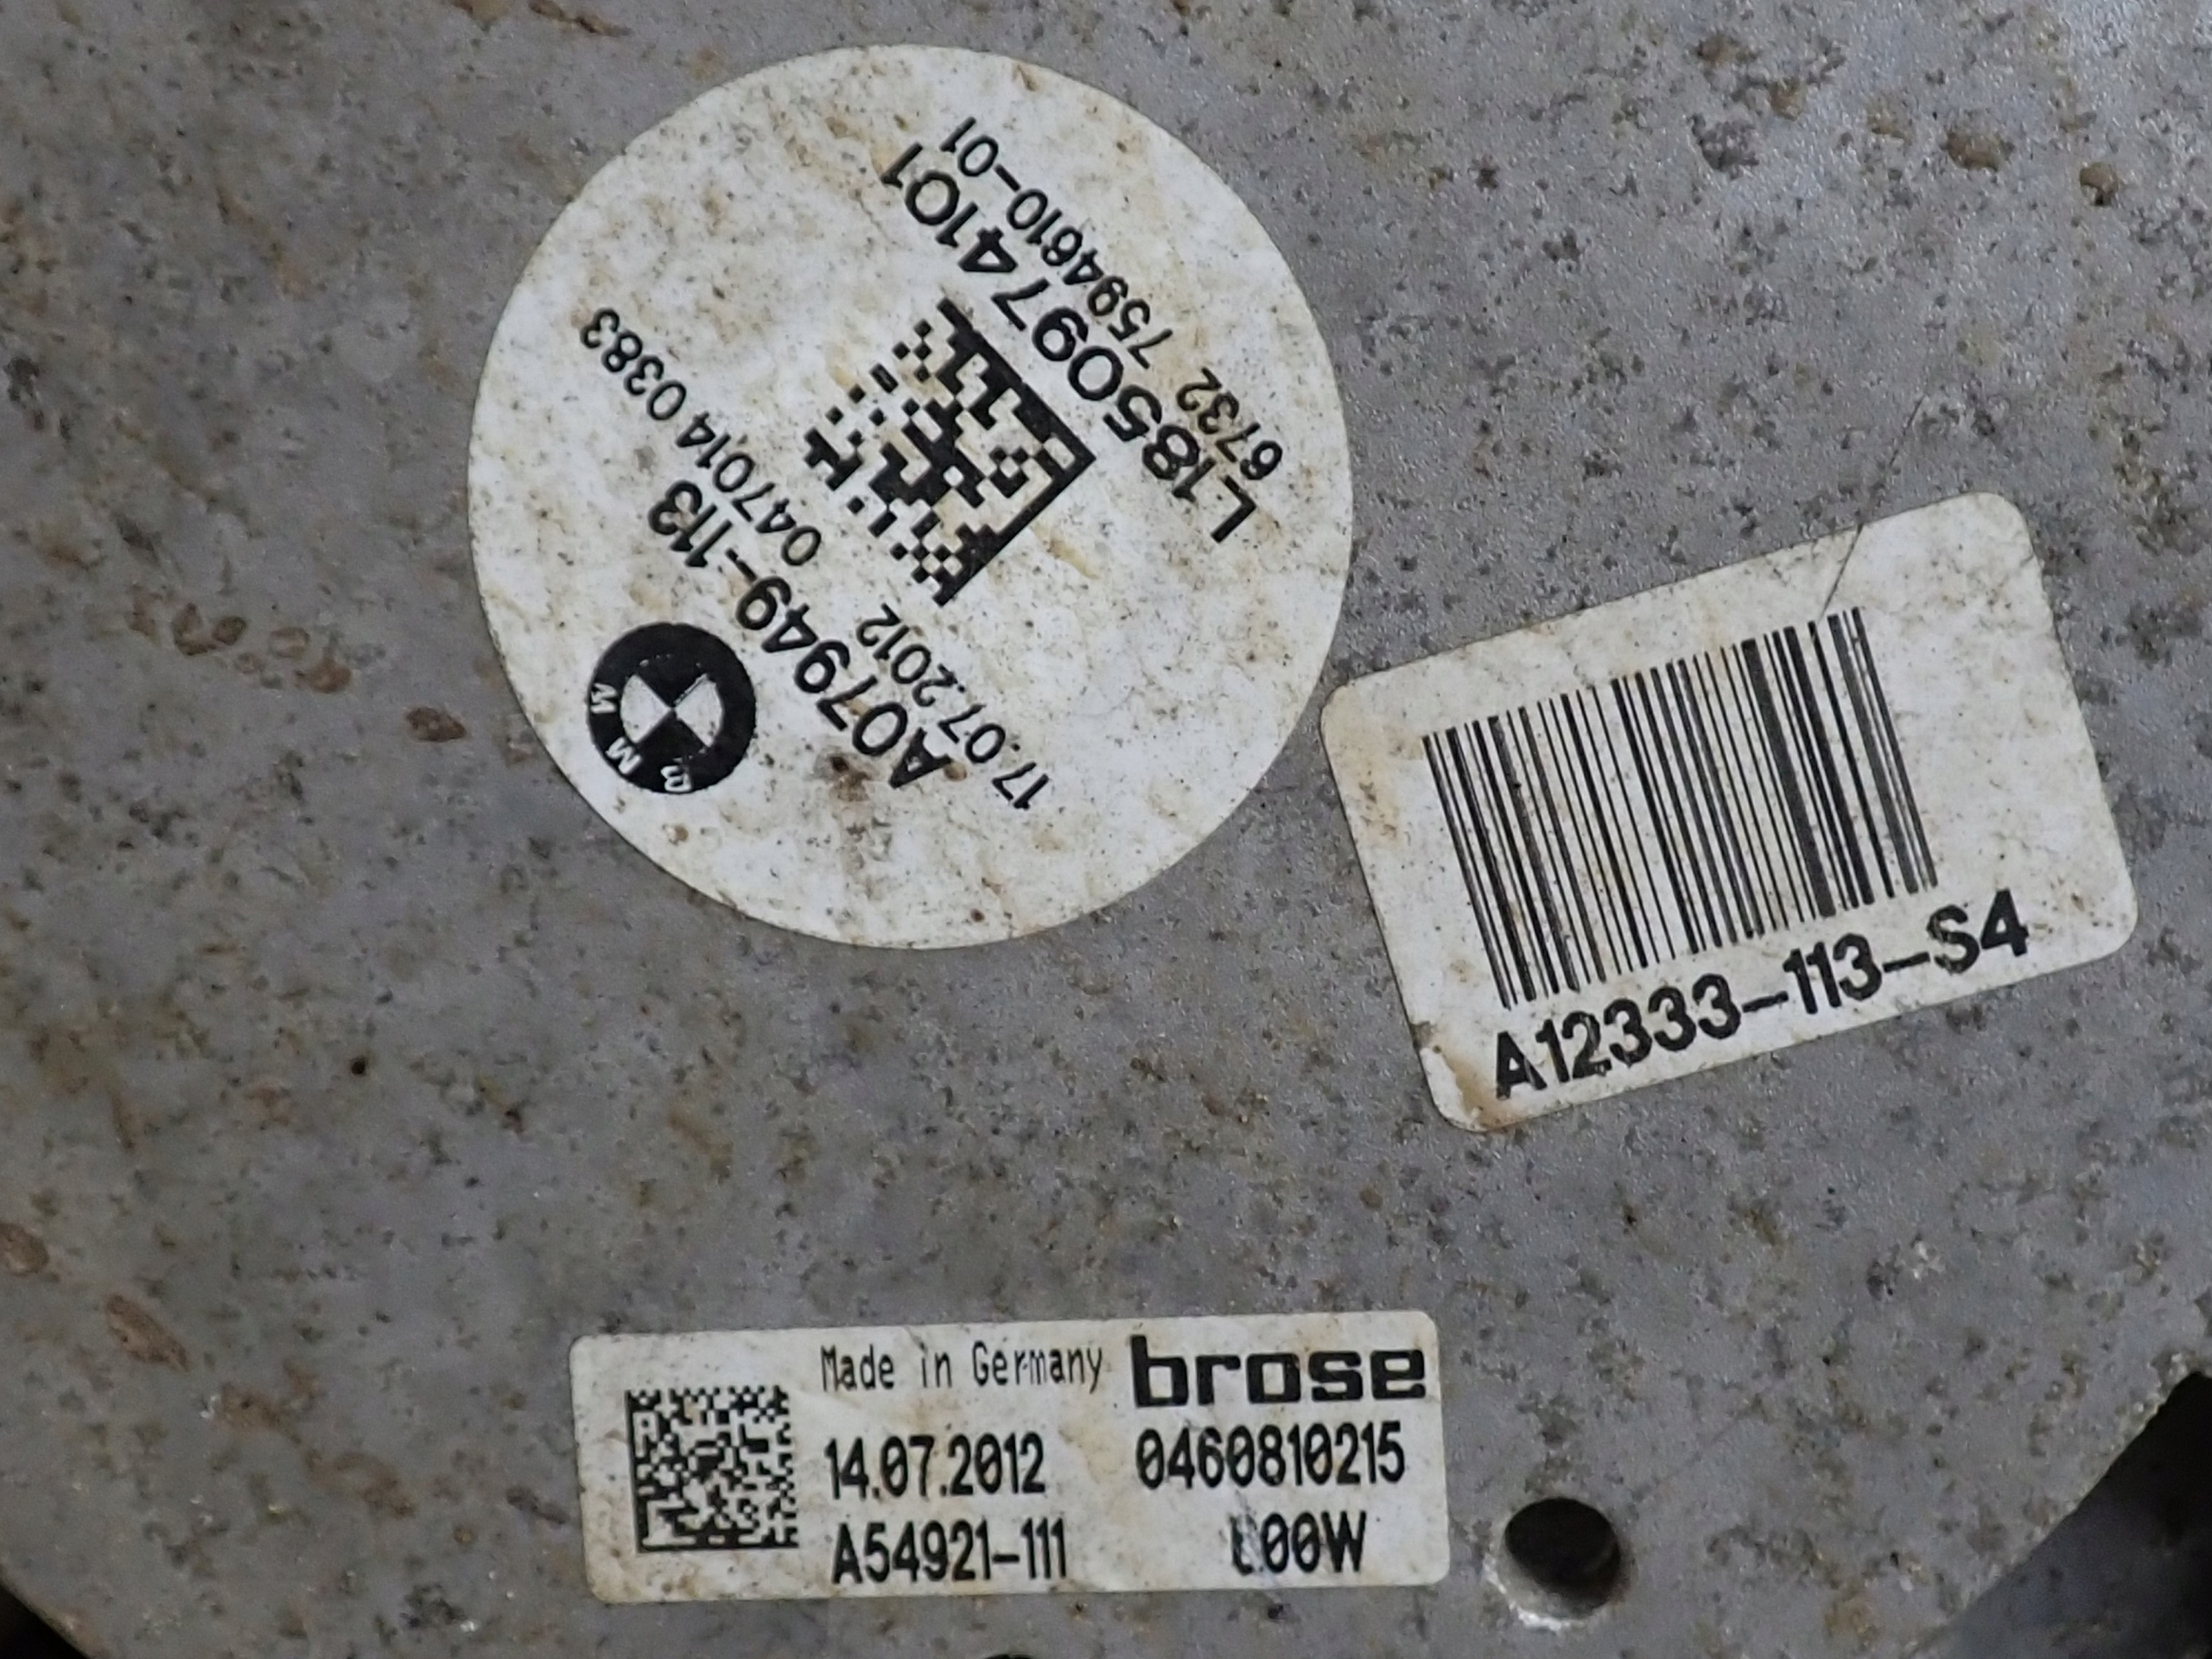 L1850974101
6732 7594610-01
A07949-113
17.07.2012 047014 0383
BMW
A12333-113-S4
Made in Germany
brose
14.07.2012 0460810215
A54921-111 L00W